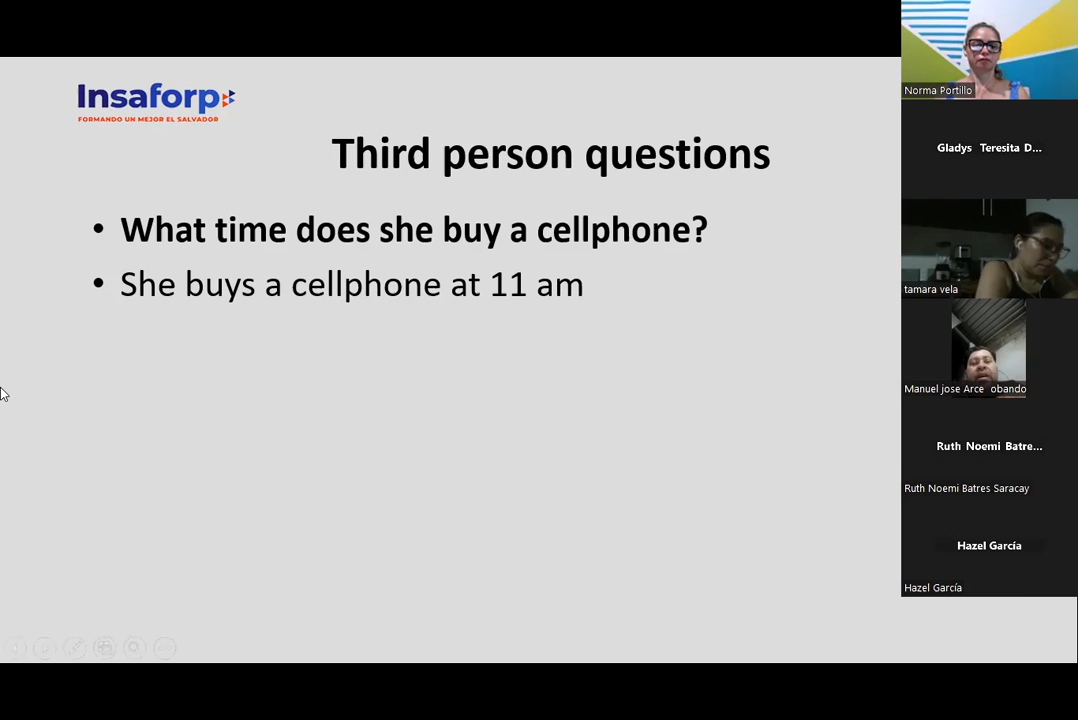 Insaforp
FORMANDO UN MEJOR EL SALVADOR
Third person questions
• What time does she buy a cellphone?
• She buys a cellphone at 11 am
Norma Portillo
Gladys Teresita D...
tamara vela
Manuel jose Arce obando
Ruth Noemi Batre...
Ruth Noemi Batres Saracay
Hazel García
Hazel García